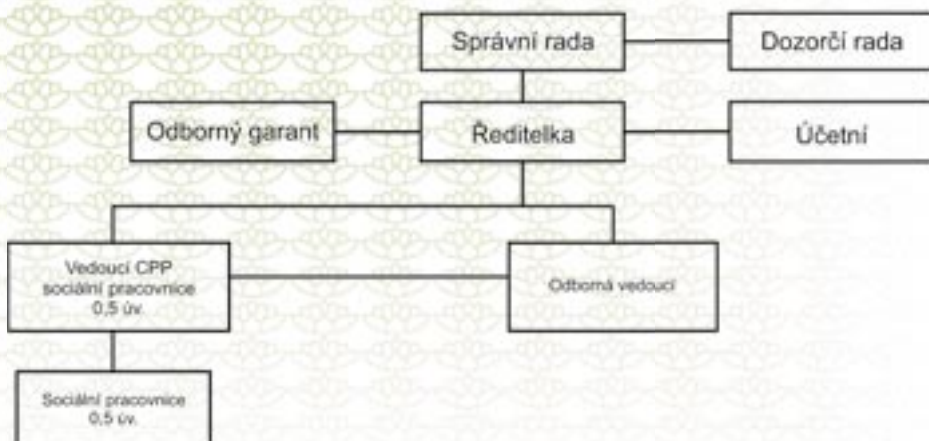 Správní rada
Dozorčí rada
Odborný garant
Ředitelka
Účetní
Vedoucí CPP
sociální pracovnice
0,5 úv.
Odborná vedoucí
Sociální pracovnice
0,5 úv.